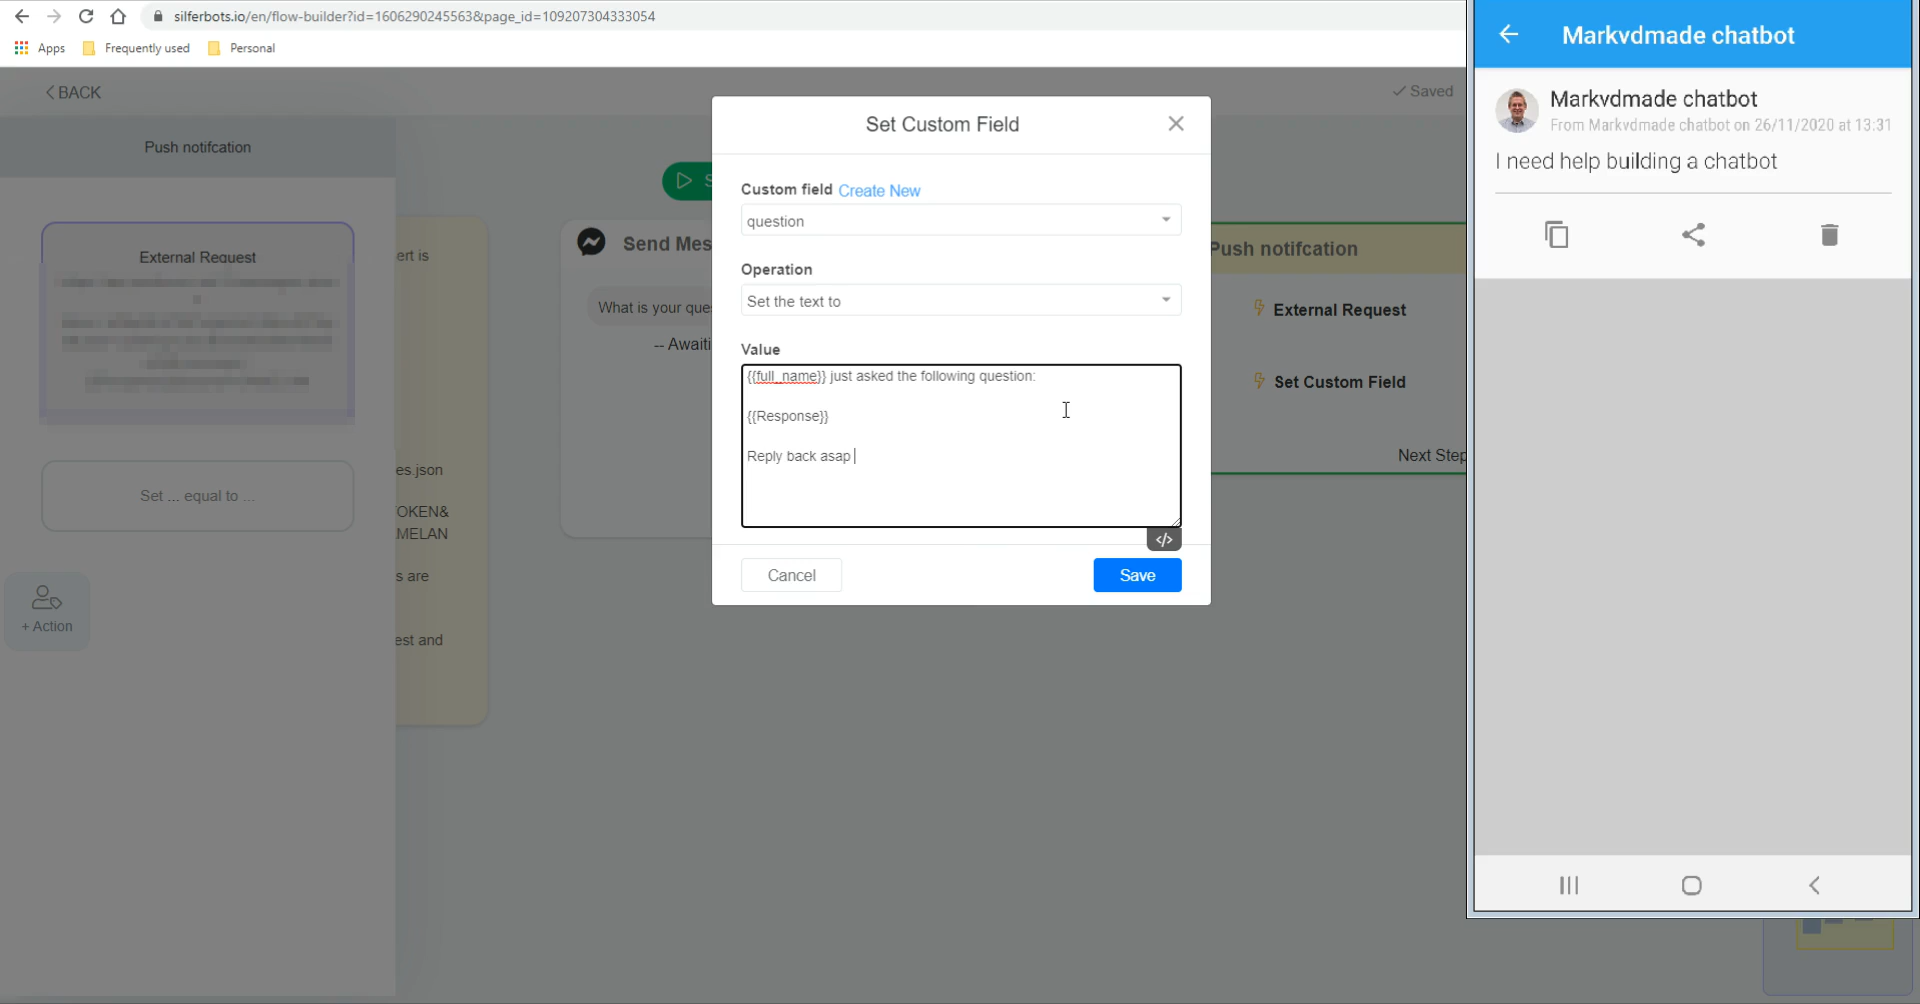 silferbots.io/en/flow-builder?id=1606290245563&page_id=109207304333054
Apps
Frequently used
Personal
BACK
Saved
Push notifcation
External Request
Set ... equal to ...
+ Action
ert is
es.json
OKEN&
MELAN
s are
est and
S
Send Mes
What is your que
-- Awaiti
Set Custom Field
Custom field Create New
question
Operation
Set the text to
Value
{{full_name}} just asked the following question:
{{Response}}
Reply back asap
</>
Cancel
Save
Push notifcation
External Request
Set Custom Field
Next Step
Markvdmade chatbot
Markvdmade chatbot
From Markvdmade chatbot on 26/11/2020 at 13:31
I need help building a chatbot